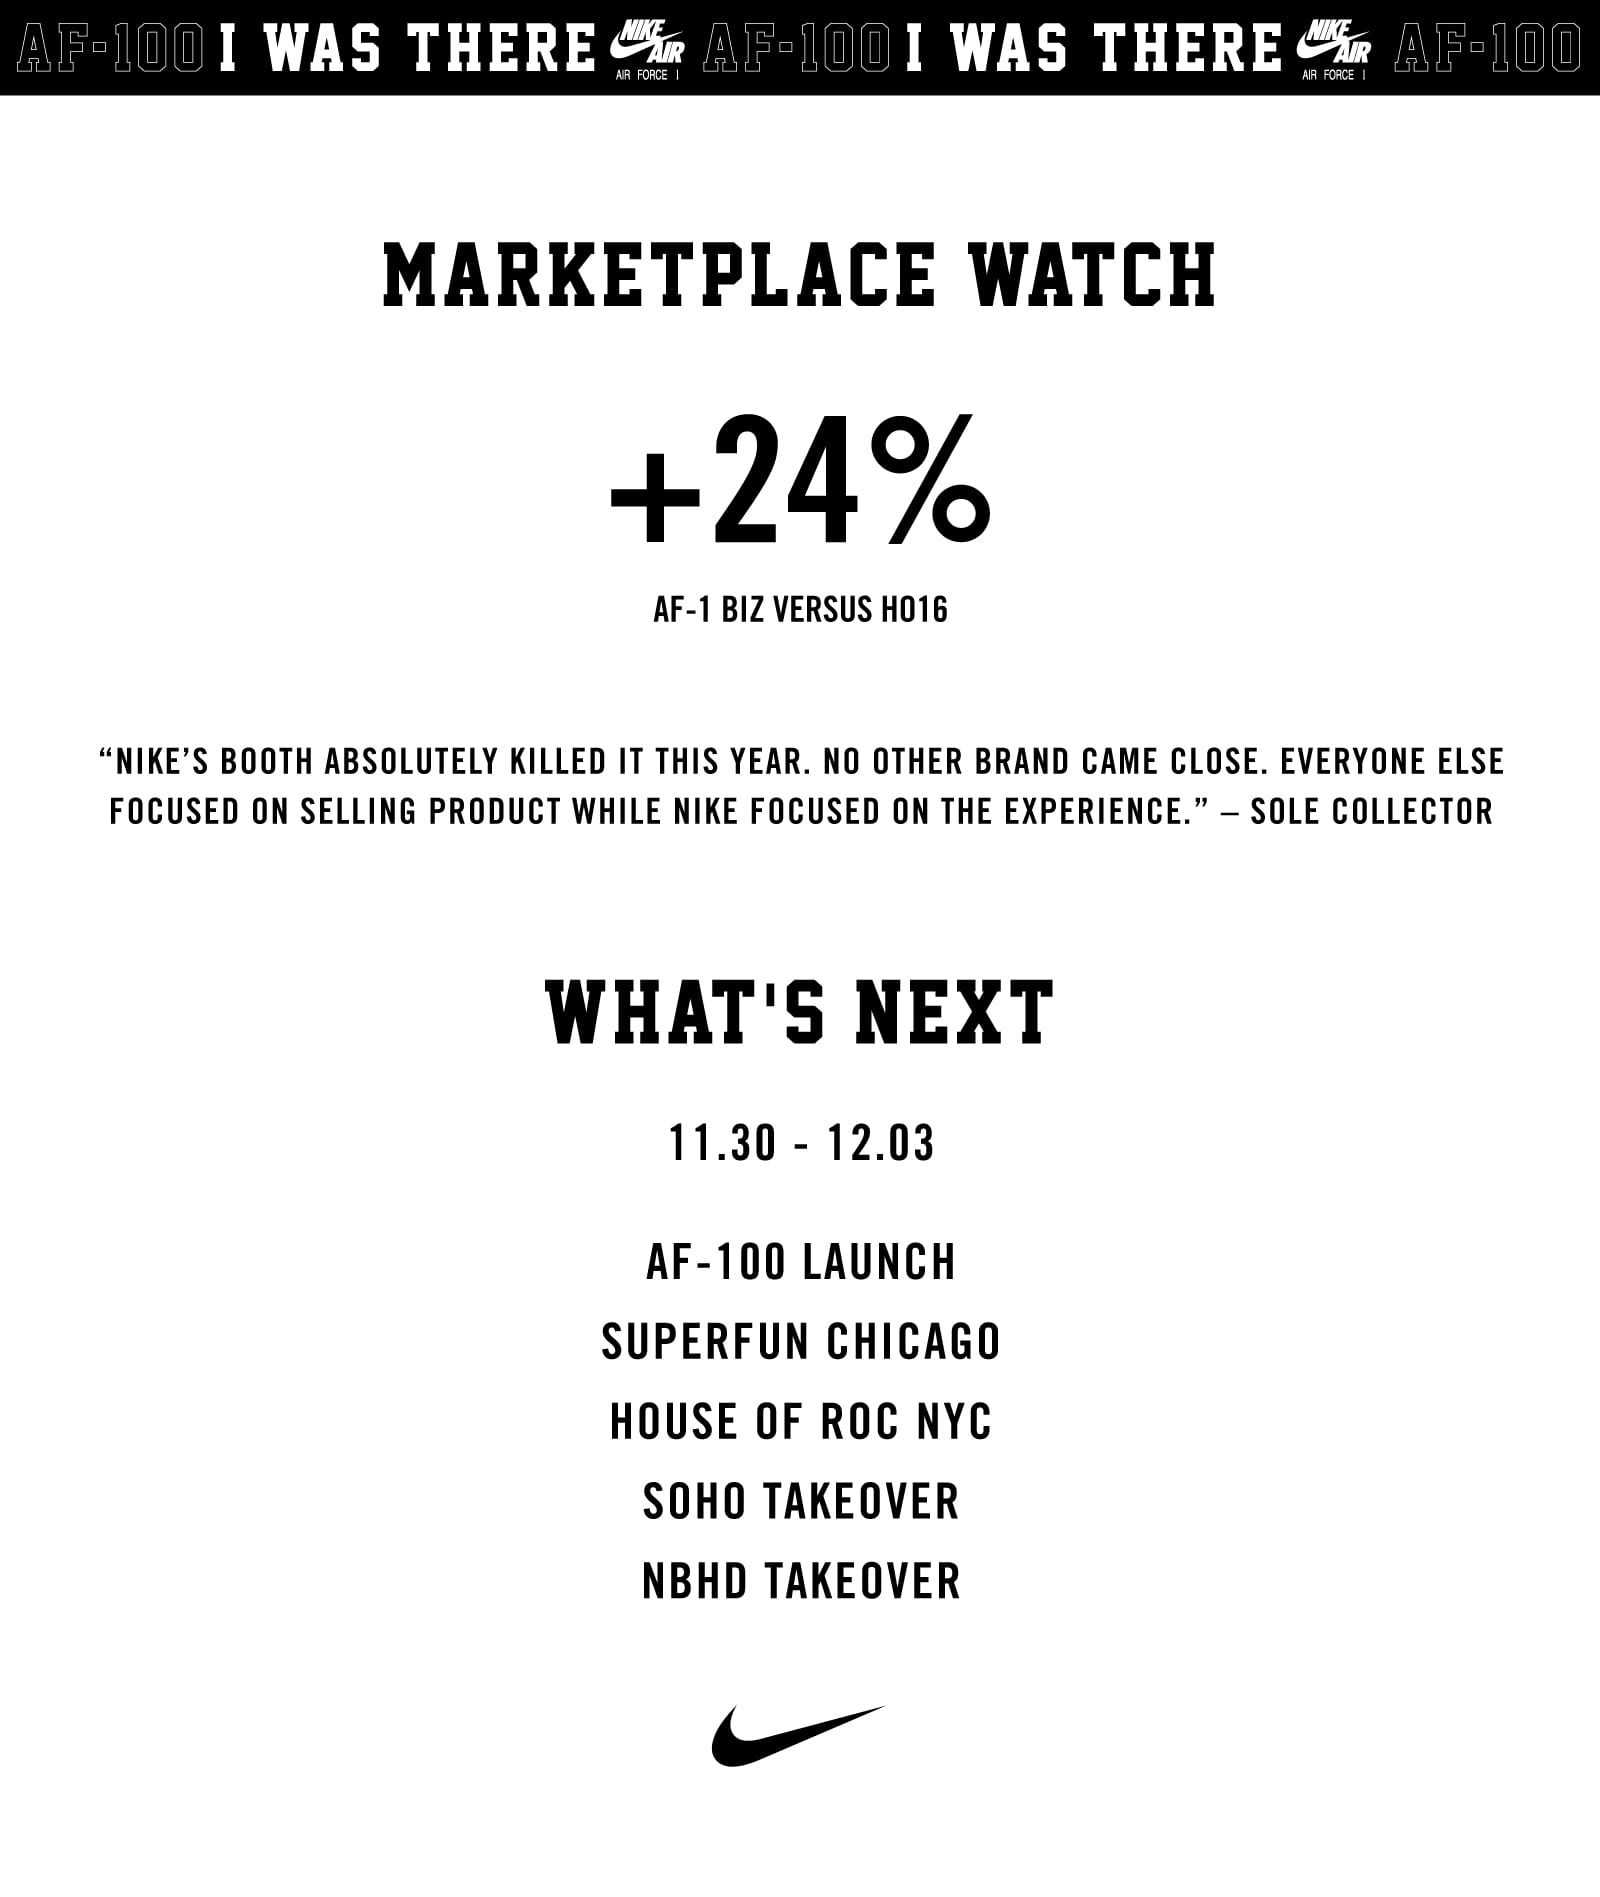 AF-100 I WAS THERE NIKE AIR AIR FORCE 1 AF-100 I WAS THERE NIKE AIR AIR FORCE 1 AF-100
MARKETPLACE WATCH
+24%
AF-1 BIZ VERSUS HO16
“NIKE’S BOOTH ABSOLUTELY KILLED IT THIS YEAR. NO OTHER BRAND CAME CLOSE. EVERYONE ELSE
FOCUSED ON SELLING PRODUCT WHILE NIKE FOCUSED ON THE EXPERIENCE.” – SOLE COLLECTOR
WHAT'S NEXT
11.30 - 12.03
AF-100 LAUNCH
SUPERFUN CHICAGO
HOUSE OF ROC NYC
SOHO TAKEOVER
NBHD TAKEOVER